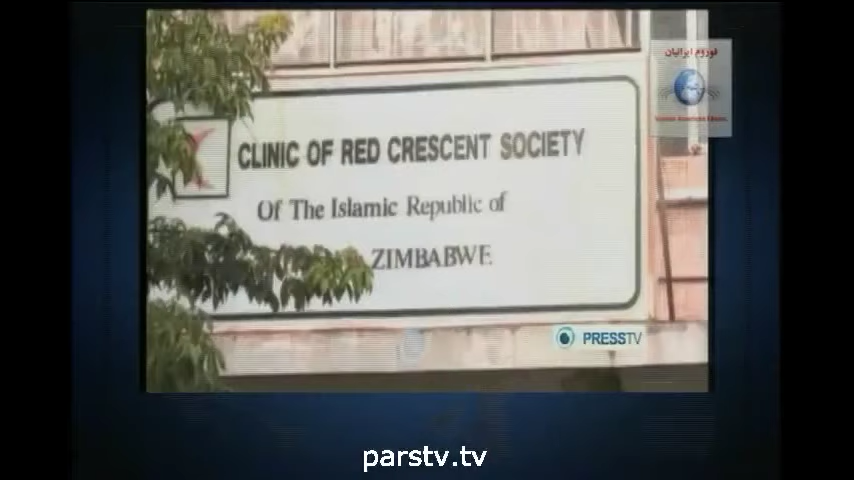 فوروم ایرانیان
CLINIC OF RED CRESCENT SOCIETY
Of The Islamic Republic of
ZIMBABWE
PRESSTV
parstv.tv